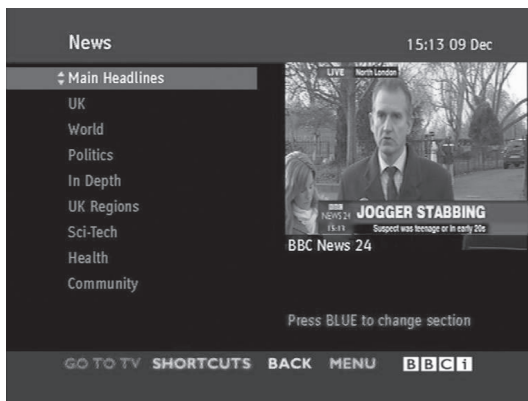 News
15:13 09 Dec
Main Headlines
UK
World
Politics
In Depth
UK Regions
Sci-Tech
Health
Community
LIVE North London
BBC
NEWS 24
15:13
JOGGER STABBING
Suspect was teenage or in early 20s
BBC News 24
Press BLUE to change section
GO TO TV SHORTCUTS BACK MENU BBCi